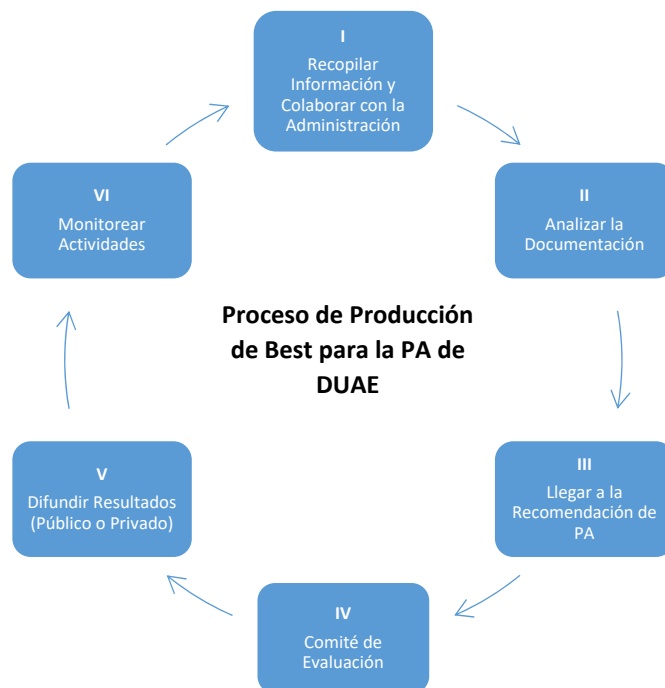 I
Recopilar
Información y
Colaborar con la
Administración
II
Analizar la
Documentación
III
Llegar a la
Recomendación de
PA
IV
Comité de
Evaluación
V
Difundir Resultados
(Público o Privado)
VI
Monitorear
Actividades
Proceso de Producción
de Best para la PA de
DUAE